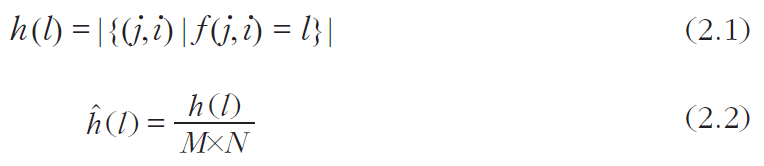 h(l) = |{(j,i) | f(j,i) = l}| (2.1)
ĥ(l) = h(l) / M×N (2.2)